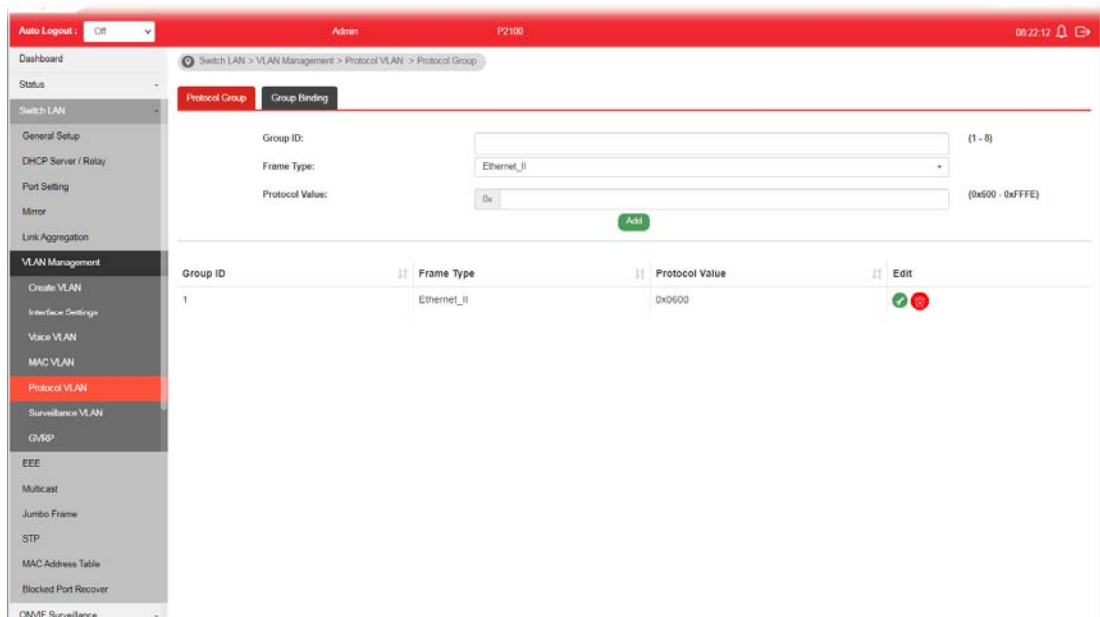 Auto Logout : Off Admin P2100 08:22:12
Dashboard
Status
Switch LAN
General Setup
DHCP Server / Relay
Port Setting
Mirror
Link Aggregation
VLAN Management
Create VLAN
Interface Settings
Voice VLAN
MAC VLAN
Protocol VLAN
Surveillance VLAN
GVRP
EEE
Multicast
Jumbo Frame
STP
MAC Address Table
Blocked Port Recover
ONVIF Surveillance
Switch LAN > VLAN Management > Protocol VLAN > Protocol Group
Protocol Group Group Binding
Group ID: (1 - 8)
Frame Type: Ethernet_II
Protocol Value: 0x (0x600 - 0xFFFE)
Add
Group ID Frame Type Protocol Value Edit
1 Ethernet_II 0x0600